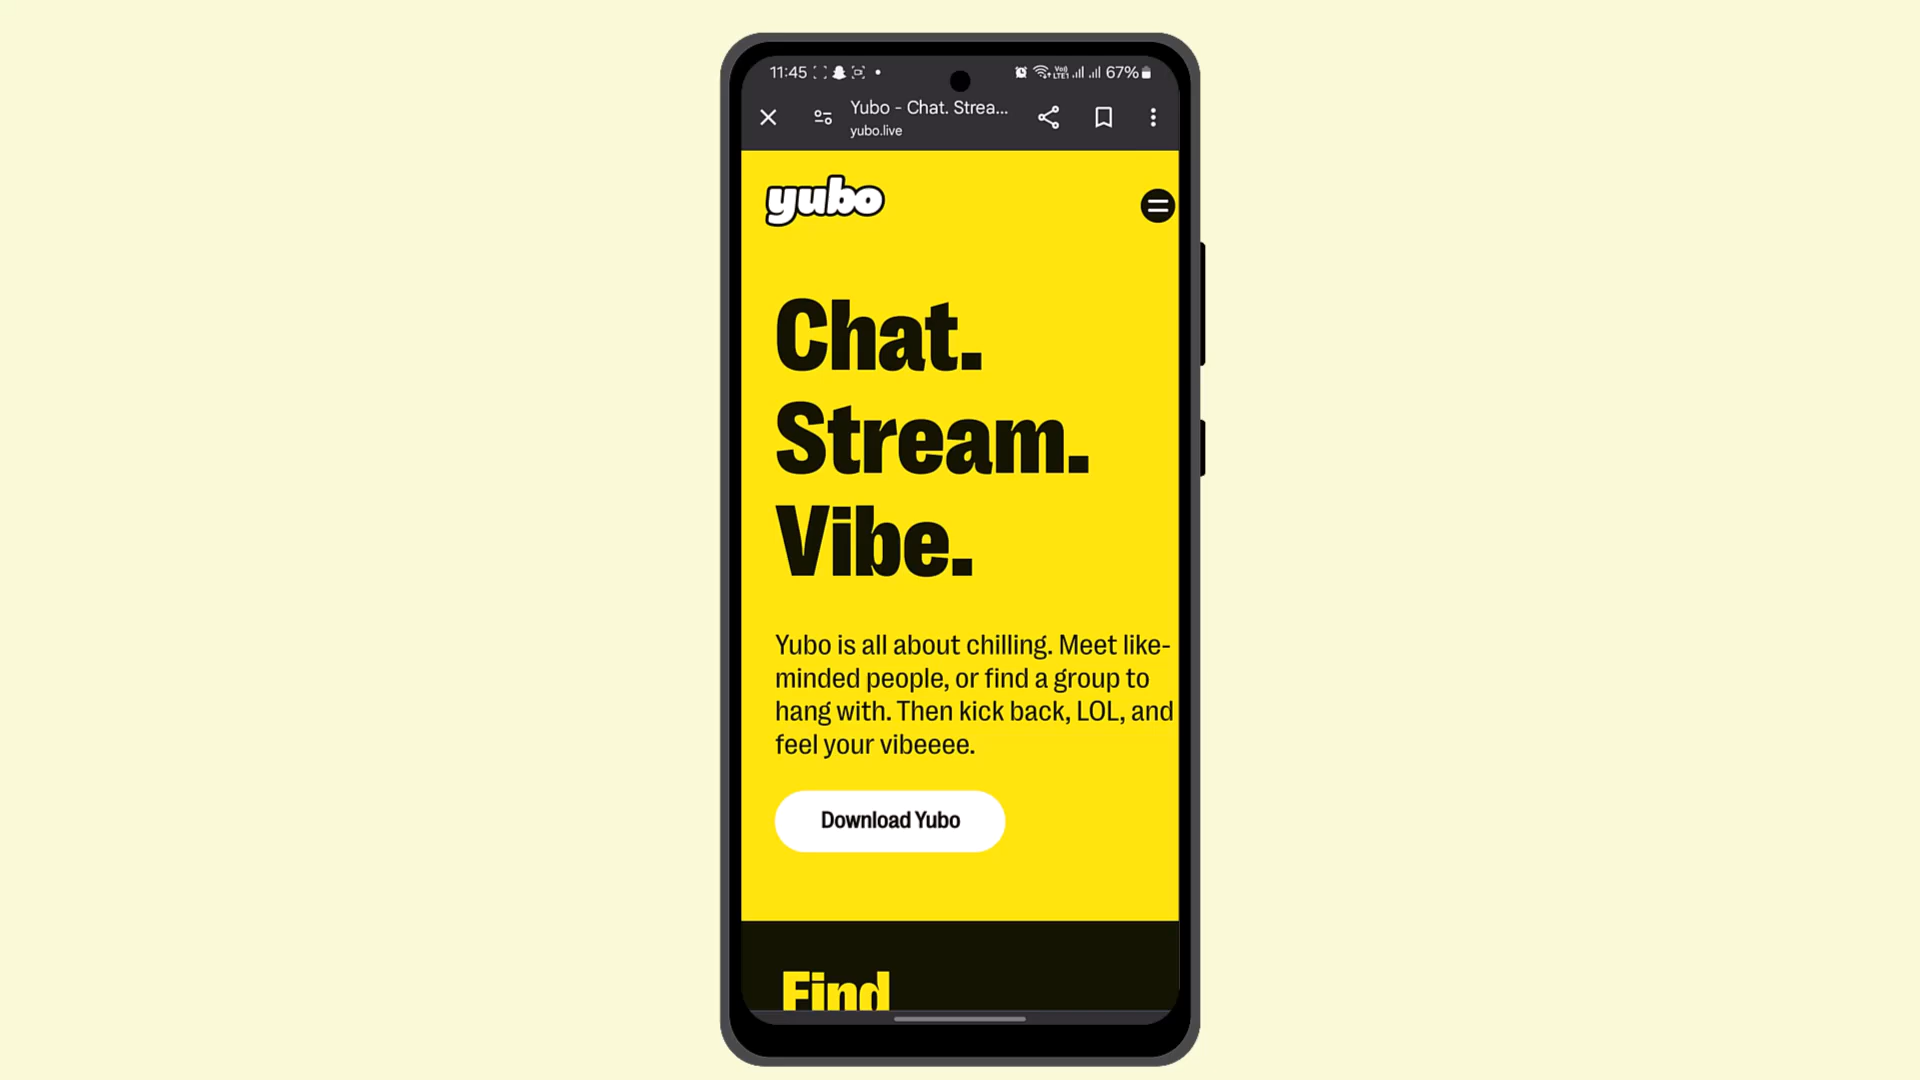 11:45
67%
Yubo - Chat. Strea...
yubo.live
yubo
Chat.
Stream.
Vibe.
Yubo is all about chilling. Meet like-
minded people, or find a group to
hang with. Then kick back, LOL, and
feel your vibeeee.
Download Yubo
Find